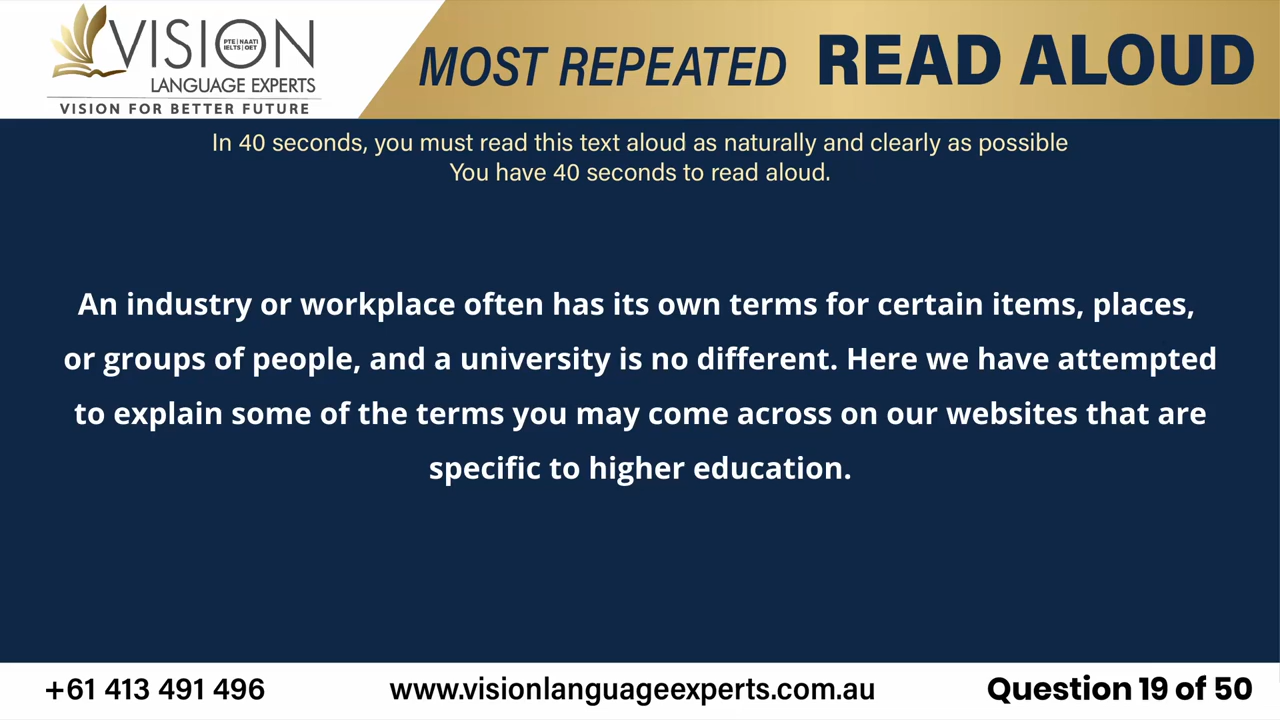 VISION
PTE | NAATI
IELTS | OET
LANGUAGE EXPERTS
VISION FOR BETTER FUTURE
MOST REPEATED READ ALOUD
In 40 seconds, you must read this text aloud as naturally and clearly as possible
You have 40 seconds to read aloud.
An industry or workplace often has its own terms for certain items, places,
or groups of people, and a university is no different. Here we have attempted
to explain some of the terms you may come across on our websites that are
specific to higher education.
+61 413 491 496
www.visionlanguageexperts.com.au
Question 19 of 50